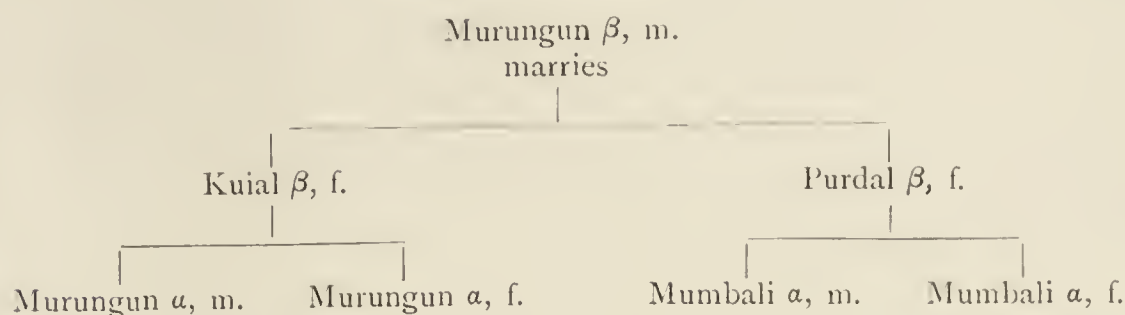 Murungun β, m.
marries
Kuial β, f.
Purdal β, f.
Murungun α, m.
Murungun α, f.
Mumbali α, m.
Mumbali α, f.